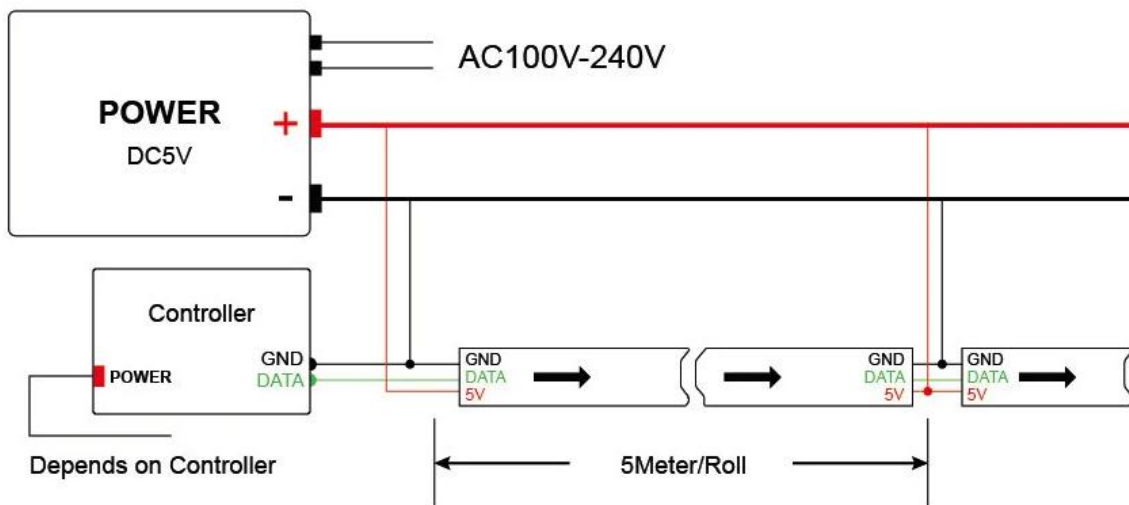 AC100V-240V
POWER
+
DC5V
-
Controller
GND
DATA
POWER
GND
DATA
5V
GND
DATA
5V
GND
DATA
5V
Depends on Controller
5Meter/Roll